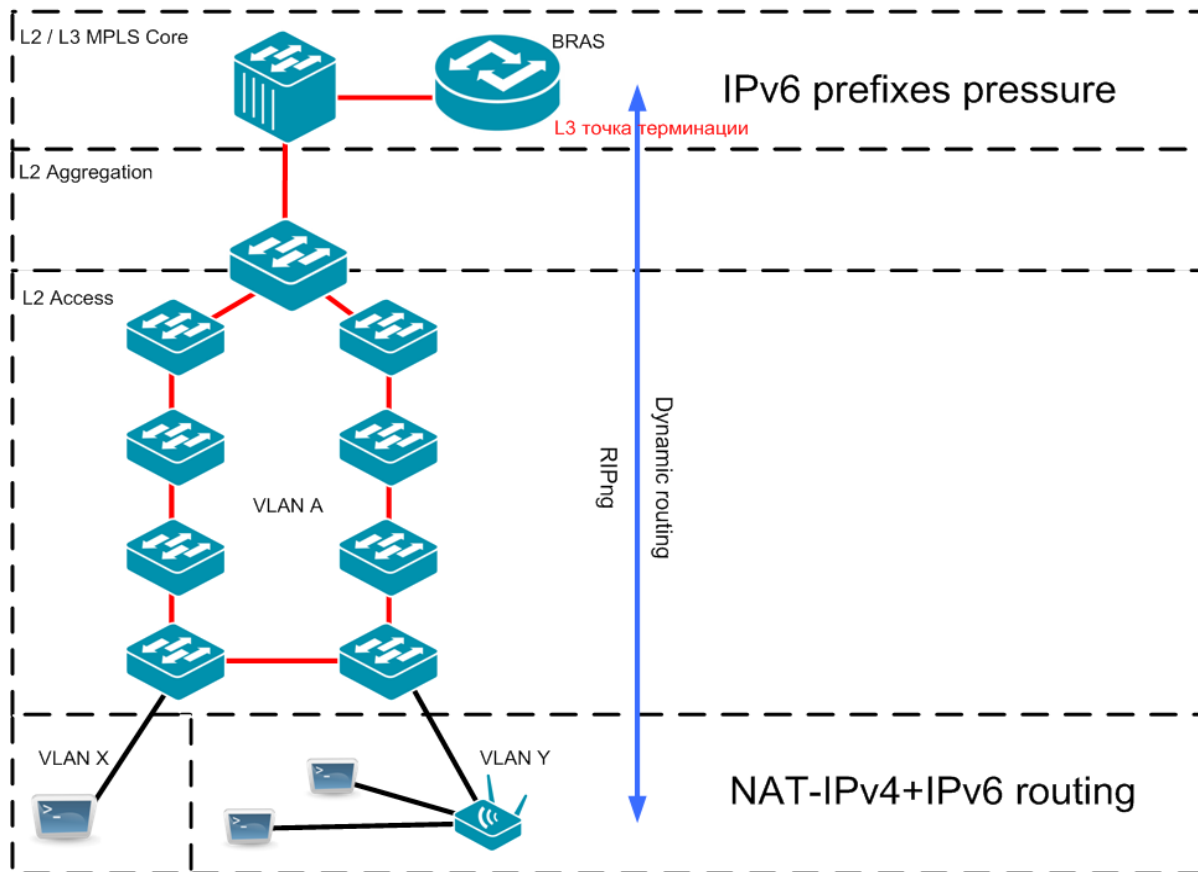 L2 / L3 MPLS Core
BRAS
IPv6 prefixes pressure
L3 точка терминации
L2 Aggregation
L2 Access
VLAN A
Dynamic routing
RIPng
VLAN X
VLAN Y
NAT-IPv4+IPv6 routing
>_
>_
>_